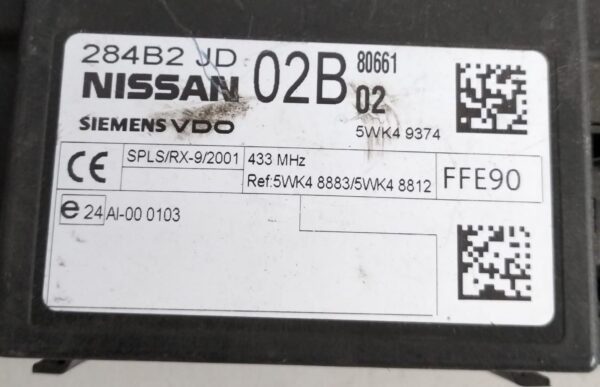 284B2 JD 02B 80661
NISSAN 02
SIEMENS VDO 5WK4 9374
CE SPLS/RX-9/2001 433 MHz
Ref:5WK4 8883/5WK4 8812 FFE90
e 24 AI-00 0103